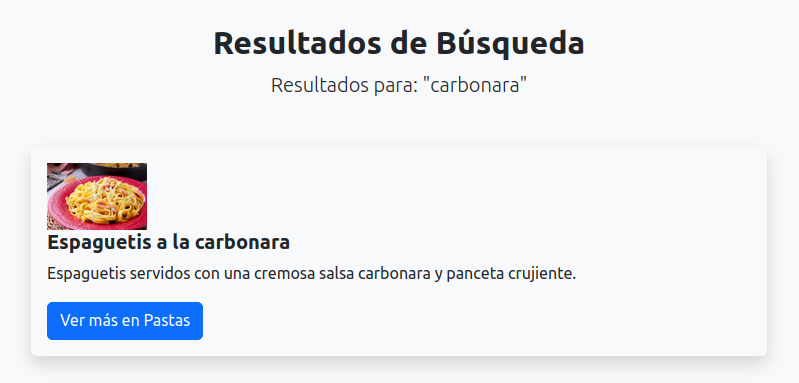 Resultados de Búsqueda
Resultados para: "carbonara"
Espaguetis a la carbonara
Espaguetis servidos con una cremosa salsa carbonara y panceta crujiente.
Ver más en Pastas